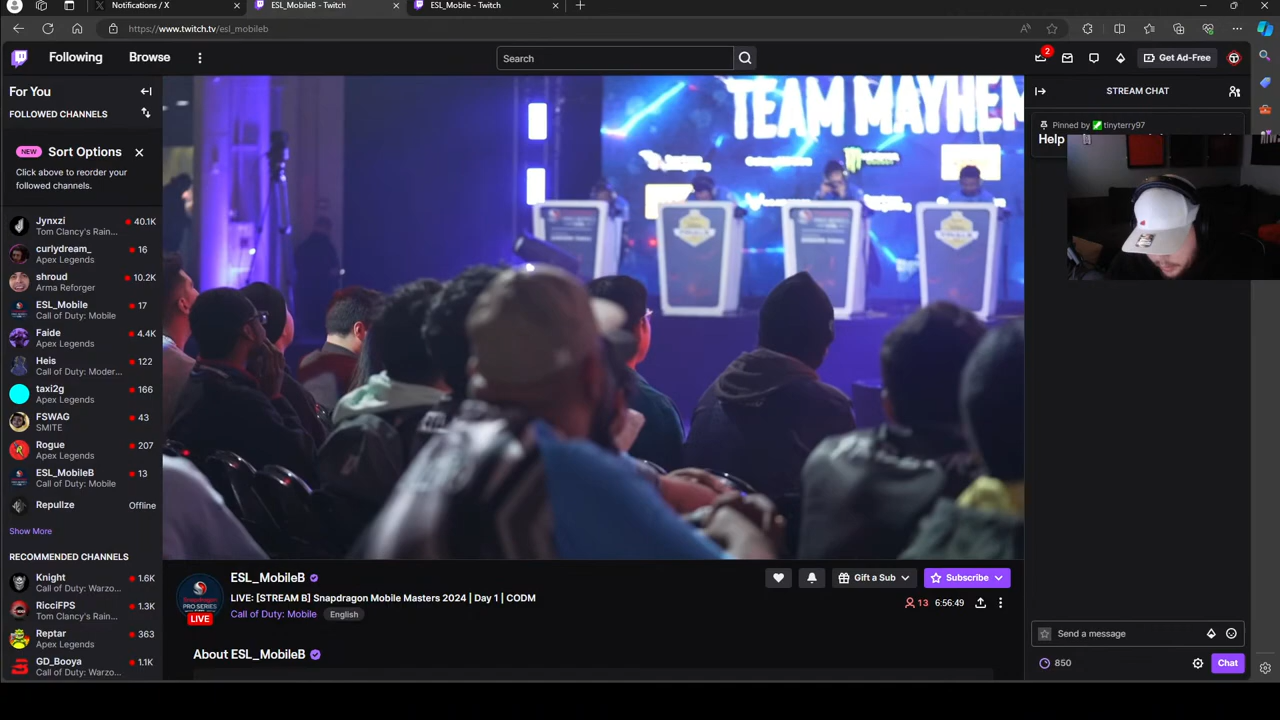 Notifications / X
ESL_MobileB - Twitch
ESL_Mobile - Twitch
https://www.twitch.tv/esl_mobileb
Following
Browse
Search
2
Get Ad-Free
For You
FOLLOWED CHANNELS
NEW Sort Options
Click above to reorder your
followed channels.
Jynxzi 40.1K
Tom Clancy's Rain...
curlydream_ 16
Apex Legends
shroud 10.2K
Arma Reforger
ESL_Mobile 17
Call of Duty: Mobile
Faide 4.4K
Apex Legends
Heis 122
Call of Duty: Moder...
taxi2g 166
Apex Legends
FSWAG 43
SMITE
Rogue 207
Apex Legends
ESL_MobileB 13
Call of Duty: Mobile
Repullze Offline
Show More
RECOMMENDED CHANNELS
Knight 1.6K
Call of Duty: Warzo...
RicciFPS 1.3K
Tom Clancy's Rain...
Reptar 363
Apex Legends
GD_Booya 1.1K
Call of Duty: Warzo...
TEAM MAYHEM
ESL_MobileB
LIVE: [STREAM B] Snapdragon Mobile Masters 2024 | Day 1 | CODM
Call of Duty: Mobile English
LIVE
Gift a Sub
Subscribe
13 6:56:49
About ESL_MobileB
STREAM CHAT
Pinned by tinyterry97
Help
Send a message
850
Chat